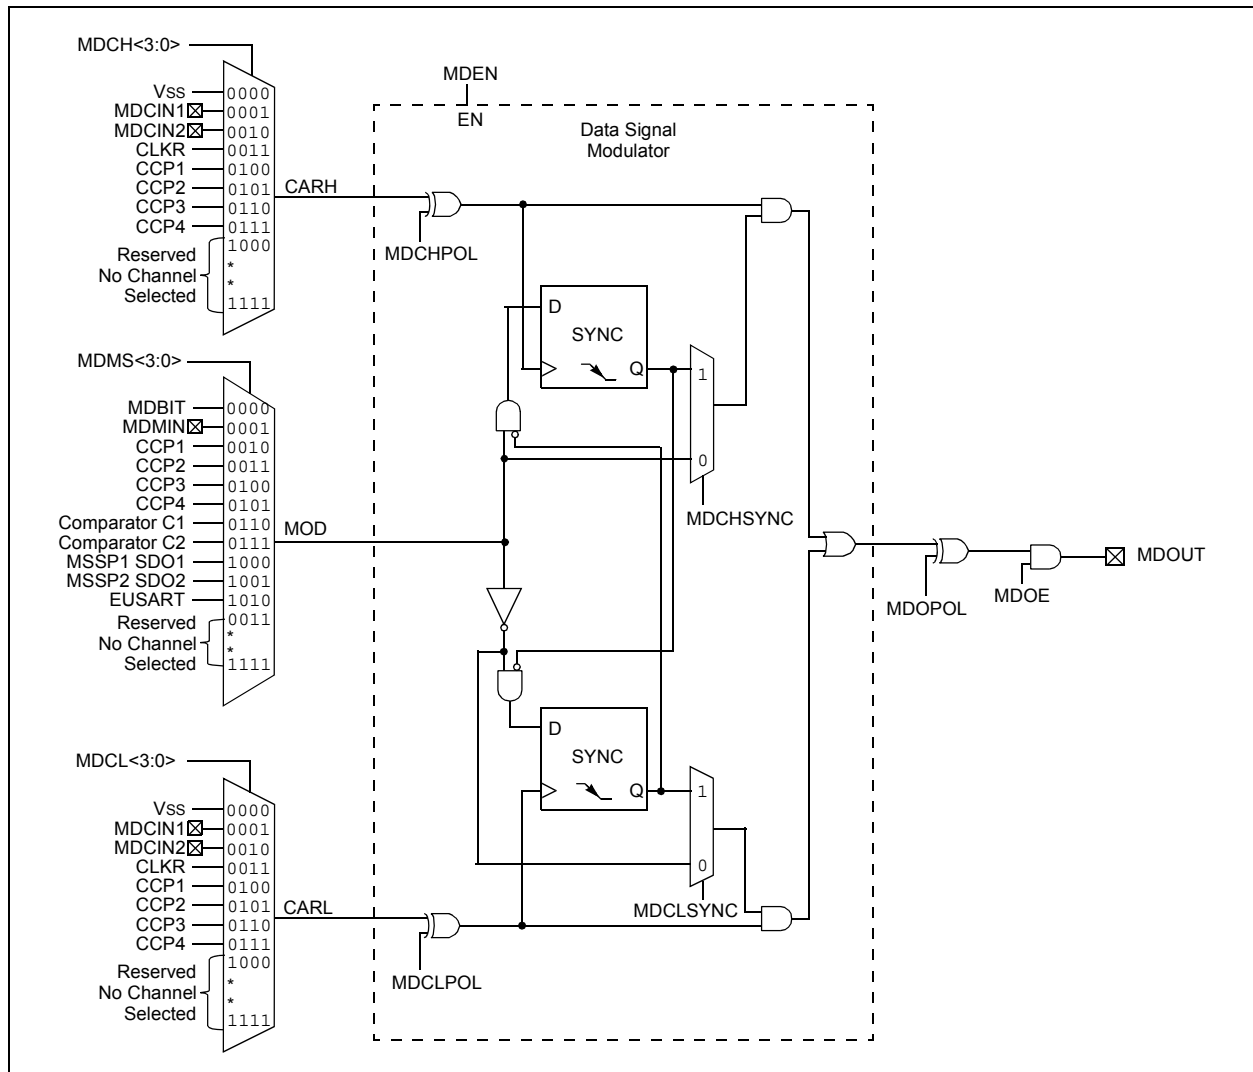 MDCH<3:0>
VSS 0000
MDCIN1 0001
MDCIN2 0010
CLKR 0011
CCP1 0100
CCP2 0101
CCP3 0110
CCP4 0111
1000
Reserved
No Channel
Selected
*
*
1111
CARH
MDMS<3:0>
MDBIT 0000
MDMIN 0001
CCP1 0010
CCP2 0011
CCP3 0100
CCP4 0101
Comparator C1 0110
Comparator C2 0111
MSSP1 SDO1 1000
MSSP2 SDO2 1001
EUSART 1010
0011
Reserved
No Channel
Selected
*
*
1111
MOD
MDCL<3:0>
VSS 0000
MDCIN1 0001
MDCIN2 0010
CLKR 0011
CCP1 0100
CCP2 0101
CCP3 0110
CCP4 0111
1000
Reserved
No Channel
Selected
*
*
1111
CARL
MDEN
EN
Data Signal
Modulator
MDCHPOL
D
SYNC
Q
1
0
MDCHSYNC
D
SYNC
Q
1
0
MDCLSYNC
MDCLPOL
MDOPOL
MDOE
MDOUT